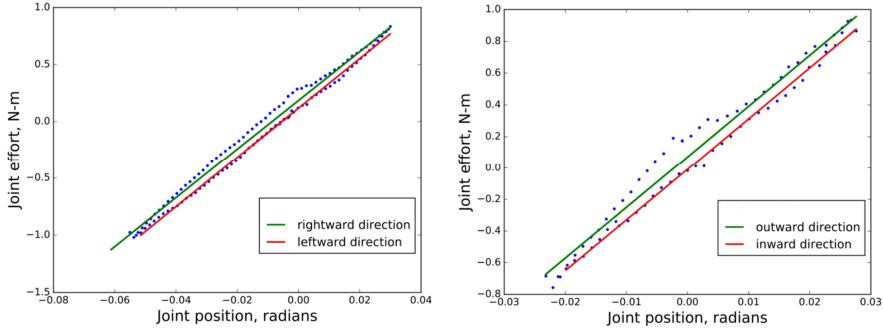 1.0
0.5
0.0
−0.5
−1.0
−1.5
Joint effort, N-m
rightward direction
leftward direction
−0.08 −0.06 −0.04 −0.02 0.00 0.02 0.04
Joint position, radians
1.0
0.8
0.6
0.4
0.2
0.0
−0.2
−0.4
−0.6
−0.8
Joint effort, N-m
outward direction
inward direction
−0.03 −0.02 −0.01 0.00 0.01 0.02 0.03
Joint position, radians